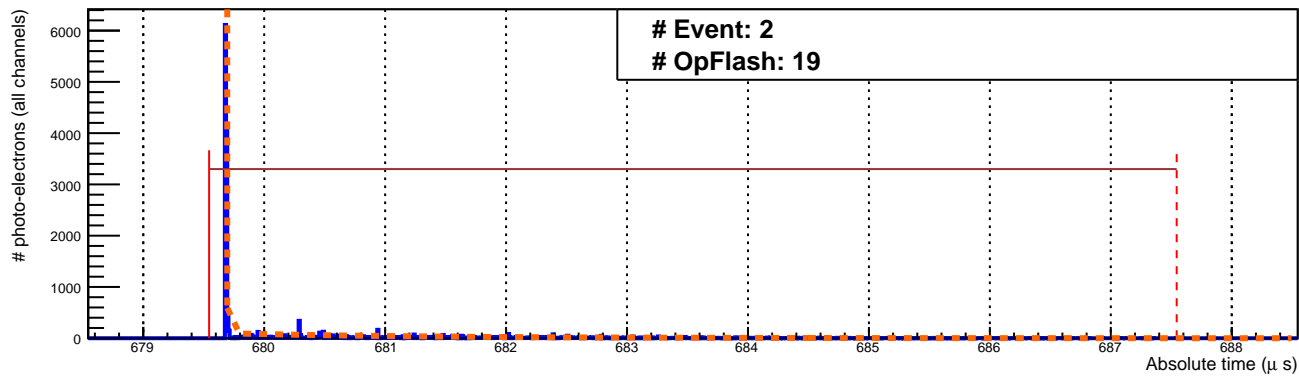 # Event: 2
# OpFlash: 19
# photo-electrons (all channels)
6000
5000
4000
3000
2000
1000
0
679 680 681 682 683 684 685 686 687 688
Absolute time (μ s)